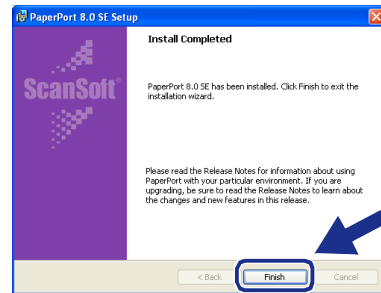 PaperPort 8.0 SE Setup
Install Completed
ScanSoft®
PaperPort 8.0 SE has been installed. Click Finish to exit the
installation wizard.
Please read the Release Notes for information about using
PaperPort with your particular environment. If you are
upgrading, be sure to read the Release Notes to learn about
the changes and new features in this release.
< Back
Finish
Cancel